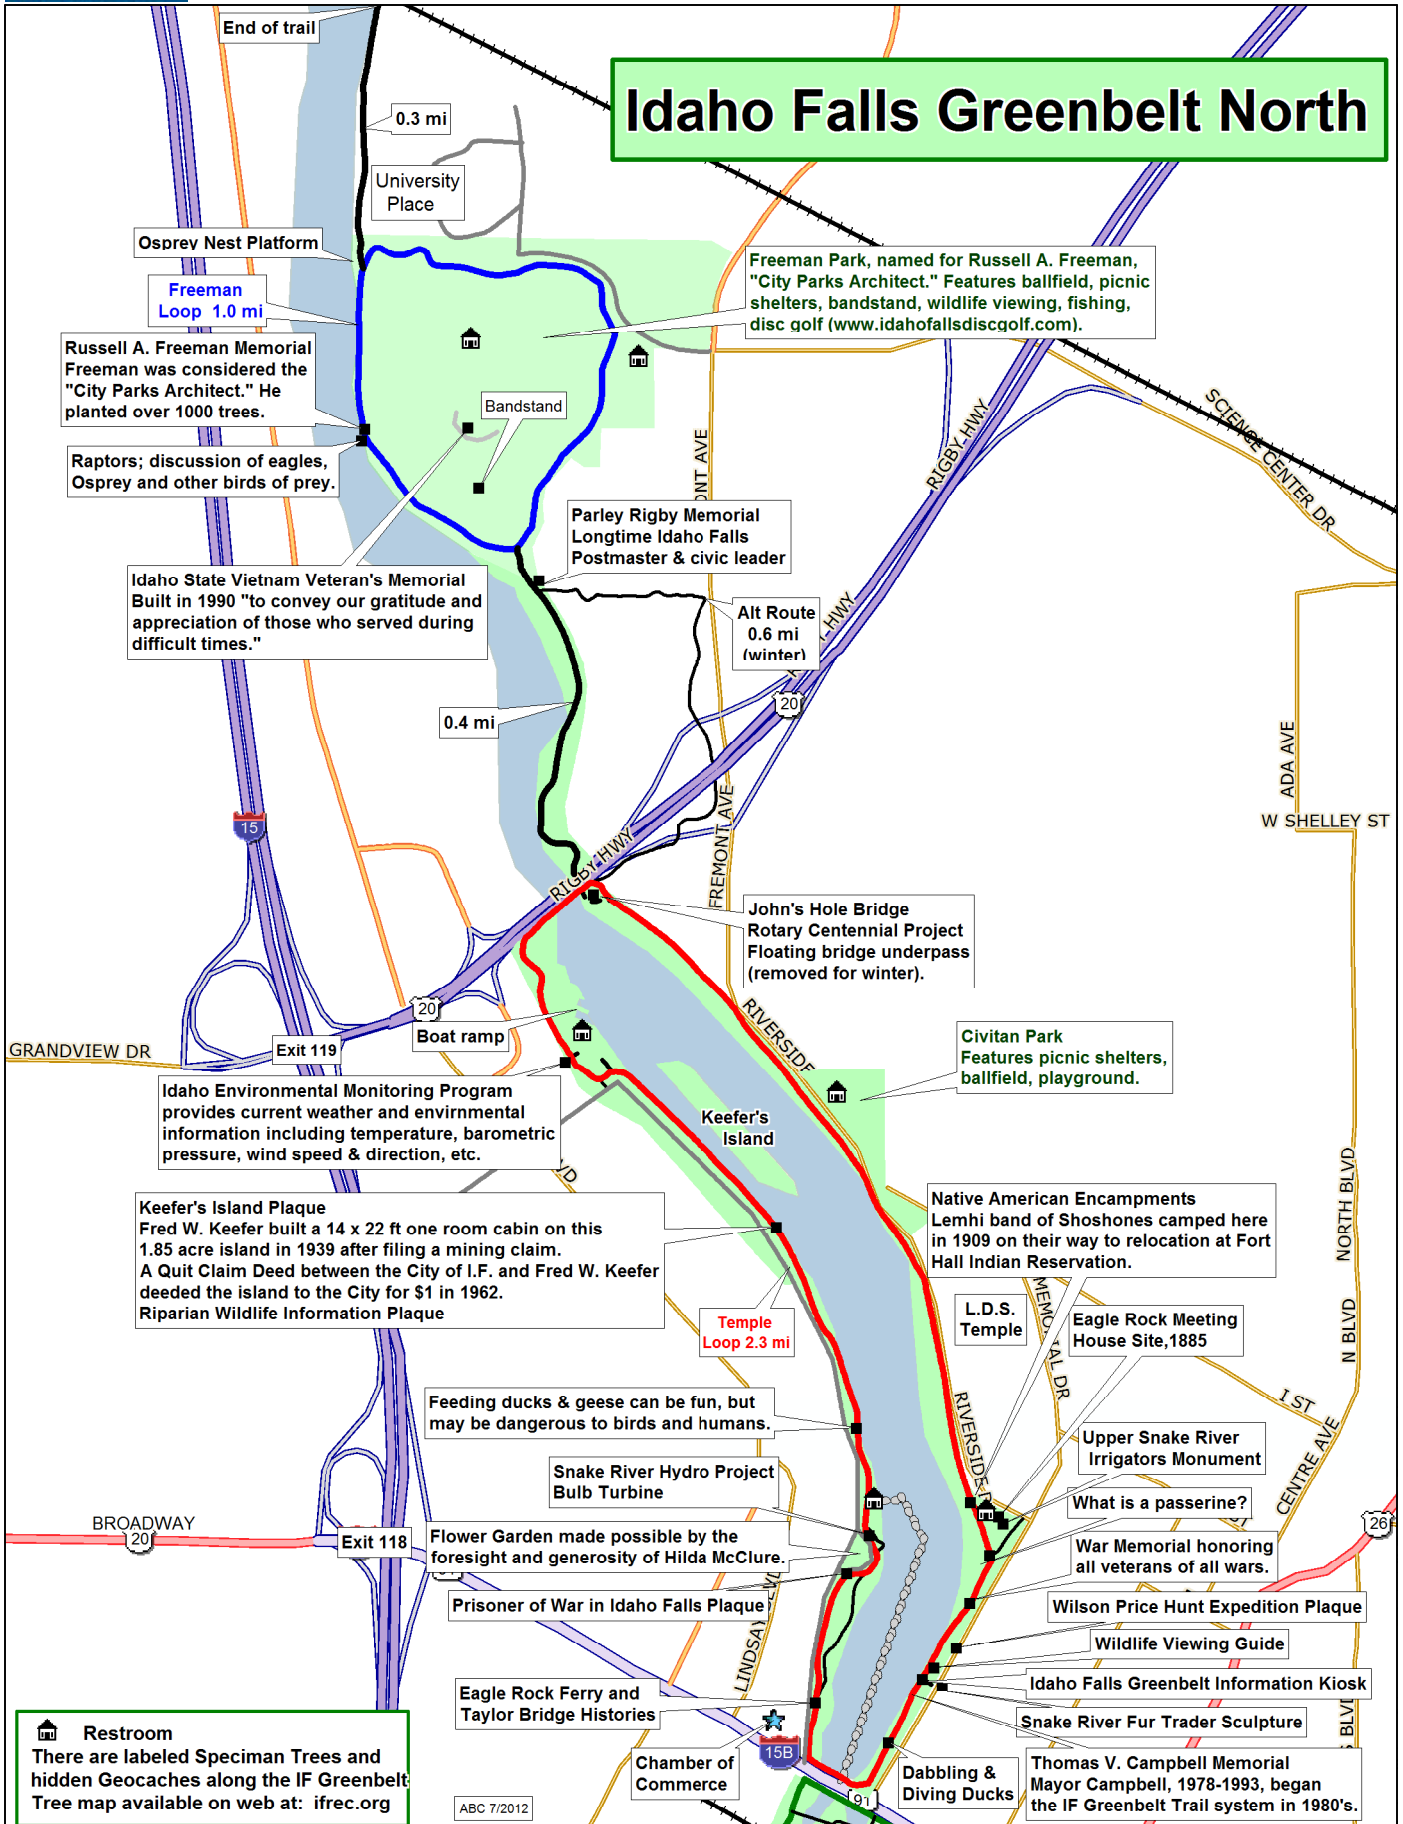 End of trail
Idaho Falls Greenbelt North
0.3 mi
University
Place
Osprey Nest Platform
Freeman
Loop 1.0 mi
Freeman Park, named for Russell A. Freeman,
"City Parks Architect." Features ballfield, picnic
shelters, bandstand, wildlife viewing, fishing,
disc golf (www.idahofallsdiscgolf.com).
Russell A. Freeman Memorial
Freeman was considered the
"City Parks Architect." He
planted over 1000 trees.
Bandstand
SCIENCE CENTER DR
RIGBY HWY
ONT AVE
Raptors; discussion of eagles,
Osprey and other birds of prey.
Parley Rigby Memorial
Longtime Idaho Falls
Postmaster & civic leader
Idaho State Vietnam Veteran's Memorial
Built in 1990 "to convey our gratitude and
appreciation of those who served during
difficult times."
Alt Route
0.6 mi
(winter)
HWY
20
0.4 mi
ADA AVE
15
W SHELLEY ST
FREMONT AVE
RIGBY HWY
John's Hole Bridge
Rotary Centennial Project
Floating bridge underpass
(removed for winter).
20
RIVERSIDE
Boat ramp
GRANDVIEW DR
Exit 119
Civitan Park
Features picnic shelters,
ballfield, playground.
Idaho Environmental Monitoring Program
provides current weather and envirnmental
information including temperature, barometric
pressure, wind speed & direction, etc.
VD
Keefer's
Island
NORTH BLVD
Keefer's Island Plaque
Fred W. Keefer built a 14 x 22 ft one room cabin on this
1.85 acre island in 1939 after filing a mining claim.
A Quit Claim Deed between the City of I.F. and Fred W. Keefer
deeded the island to the City for $1 in 1962.
Riparian Wildlife Information Plaque
Native American Encampments
Lemhi band of Shoshones camped here
in 1909 on their way to relocation at Fort
Hall Indian Reservation.
Temple
Loop 2.3 mi
L.D.S.
Temple
MEMORIAL DR
Eagle Rock Meeting
House Site,1885
N BLVD
Feeding ducks & geese can be fun, but
may be dangerous to birds and humans.
RIVERSIDE D
I ST
CENTRE AVE
Upper Snake River
Irrigators Monument
Snake River Hydro Project
Bulb Turbine
What is a passerine?
ST
26
BROADWAY
20
Exit 118
Flower Garden made possible by the
foresight and generosity of Hilda McClure.
War Memorial honoring
all veterans of all wars.
Prisoner of War in Idaho Falls Plaque
Wilson Price Hunt Expedition Plaque
LINDSAY BLVD
Wildlife Viewing Guide
Eagle Rock Ferry and
Taylor Bridge Histories
Idaho Falls Greenbelt Information Kiosk
Snake River Fur Trader Sculpture
S BLVD
15B
Chamber of
Commerce
Dabbling &
Diving Ducks
Thomas V. Campbell Memorial
Mayor Campbell, 1978-1993, began
the IF Greenbelt Trail system in 1980's.
91
Restroom
There are labeled Speciman Trees and
hidden Geocaches along the IF Greenbelt
Tree map available on web at: ifrec.org
ABC 7/2012